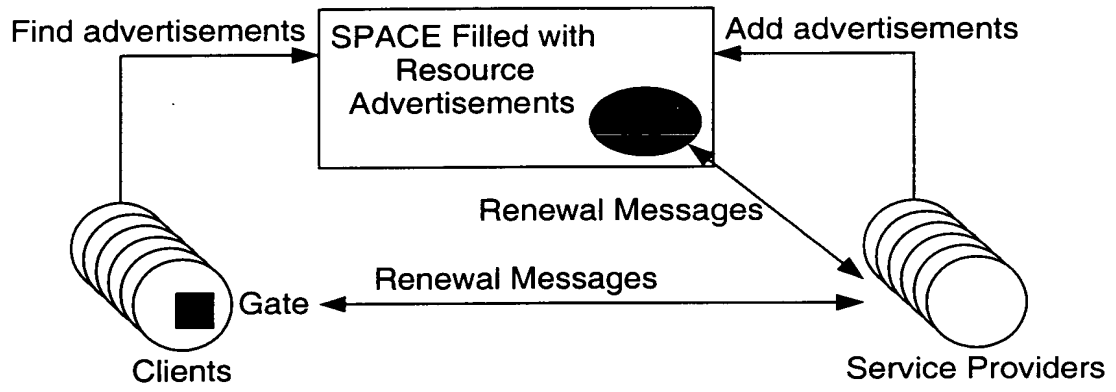 Find advertisements
SPACE Filled with
Resource
Advertisements
Add advertisements
Renewal Messages
Renewal Messages
Gate
Clients
Service Providers